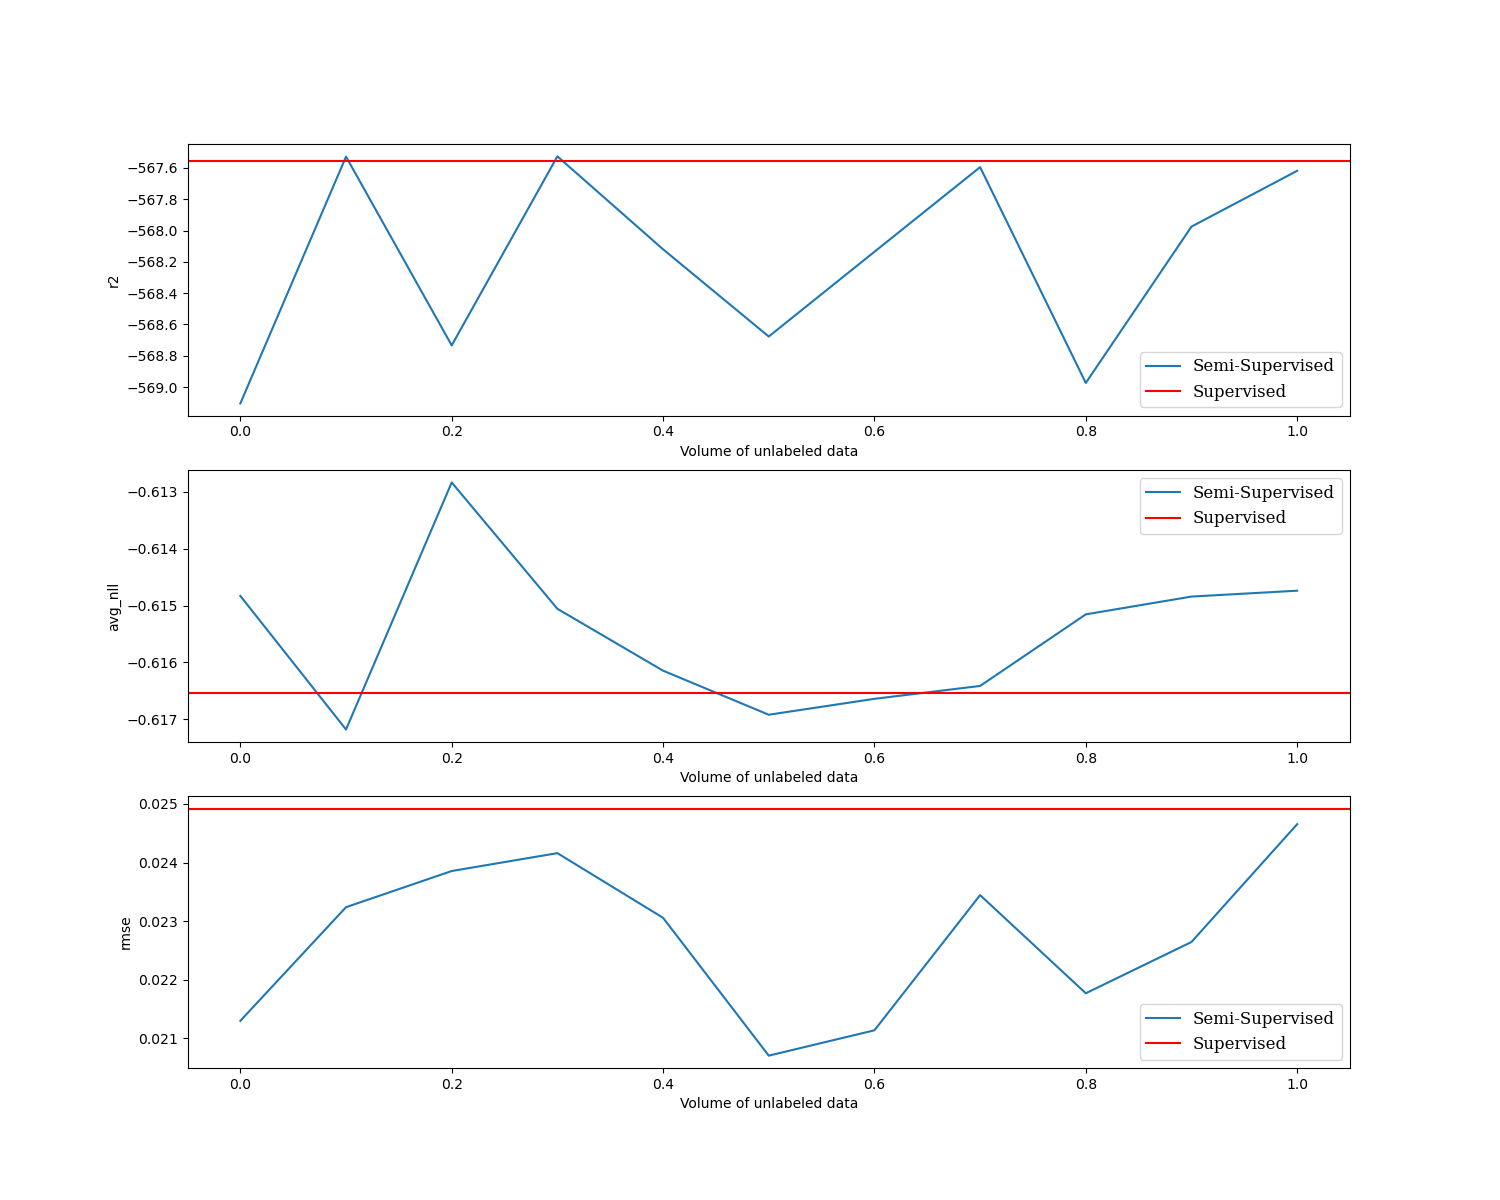 −567.6
−567.8
−568.0
−568.2
−568.4
−568.6
−568.8
−569.0
r2
Semi-Supervised
Supervised
0.0 0.2 0.4 0.6 0.8 1.0
Volume of unlabeled data
−0.613
−0.614
−0.615
−0.616
−0.617
avg_nll
Semi-Supervised
Supervised
0.0 0.2 0.4 0.6 0.8 1.0
Volume of unlabeled data
0.025
0.024
0.023
0.022
0.021
rmse
Semi-Supervised
Supervised
0.0 0.2 0.4 0.6 0.8 1.0
Volume of unlabeled data